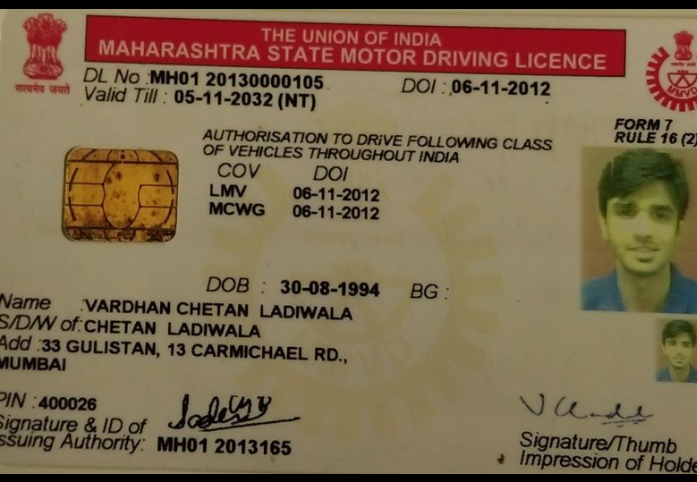 THE UNION OF INDIA
MAHARASHTRA STATE MOTOR DRIVING LICENCE
सत्यमेव जयते
DL No :MH01 20130000105 DOI : 06-11-2012
Valid Till : 05-11-2032 (NT)
MMVD
FORM 7
RULE 16 (2)
AUTHORISATION TO DRIVE FOLLOWING CLASS
OF VEHICLES THROUGHOUT INDIA
COV DOI
LMV 06-11-2012
MCWG 06-11-2012
DOB : 30-08-1994 BG :
Name :VARDHAN CHETAN LADIWALA
S/D/W of:CHETAN LADIWALA
Add :33 GULISTAN, 13 CARMICHAEL RD.,
MUMBAI
PIN :400026
Signature & ID of
Issuing Authority: MH01 2013165
Signature/Thumb
Impression of Holde